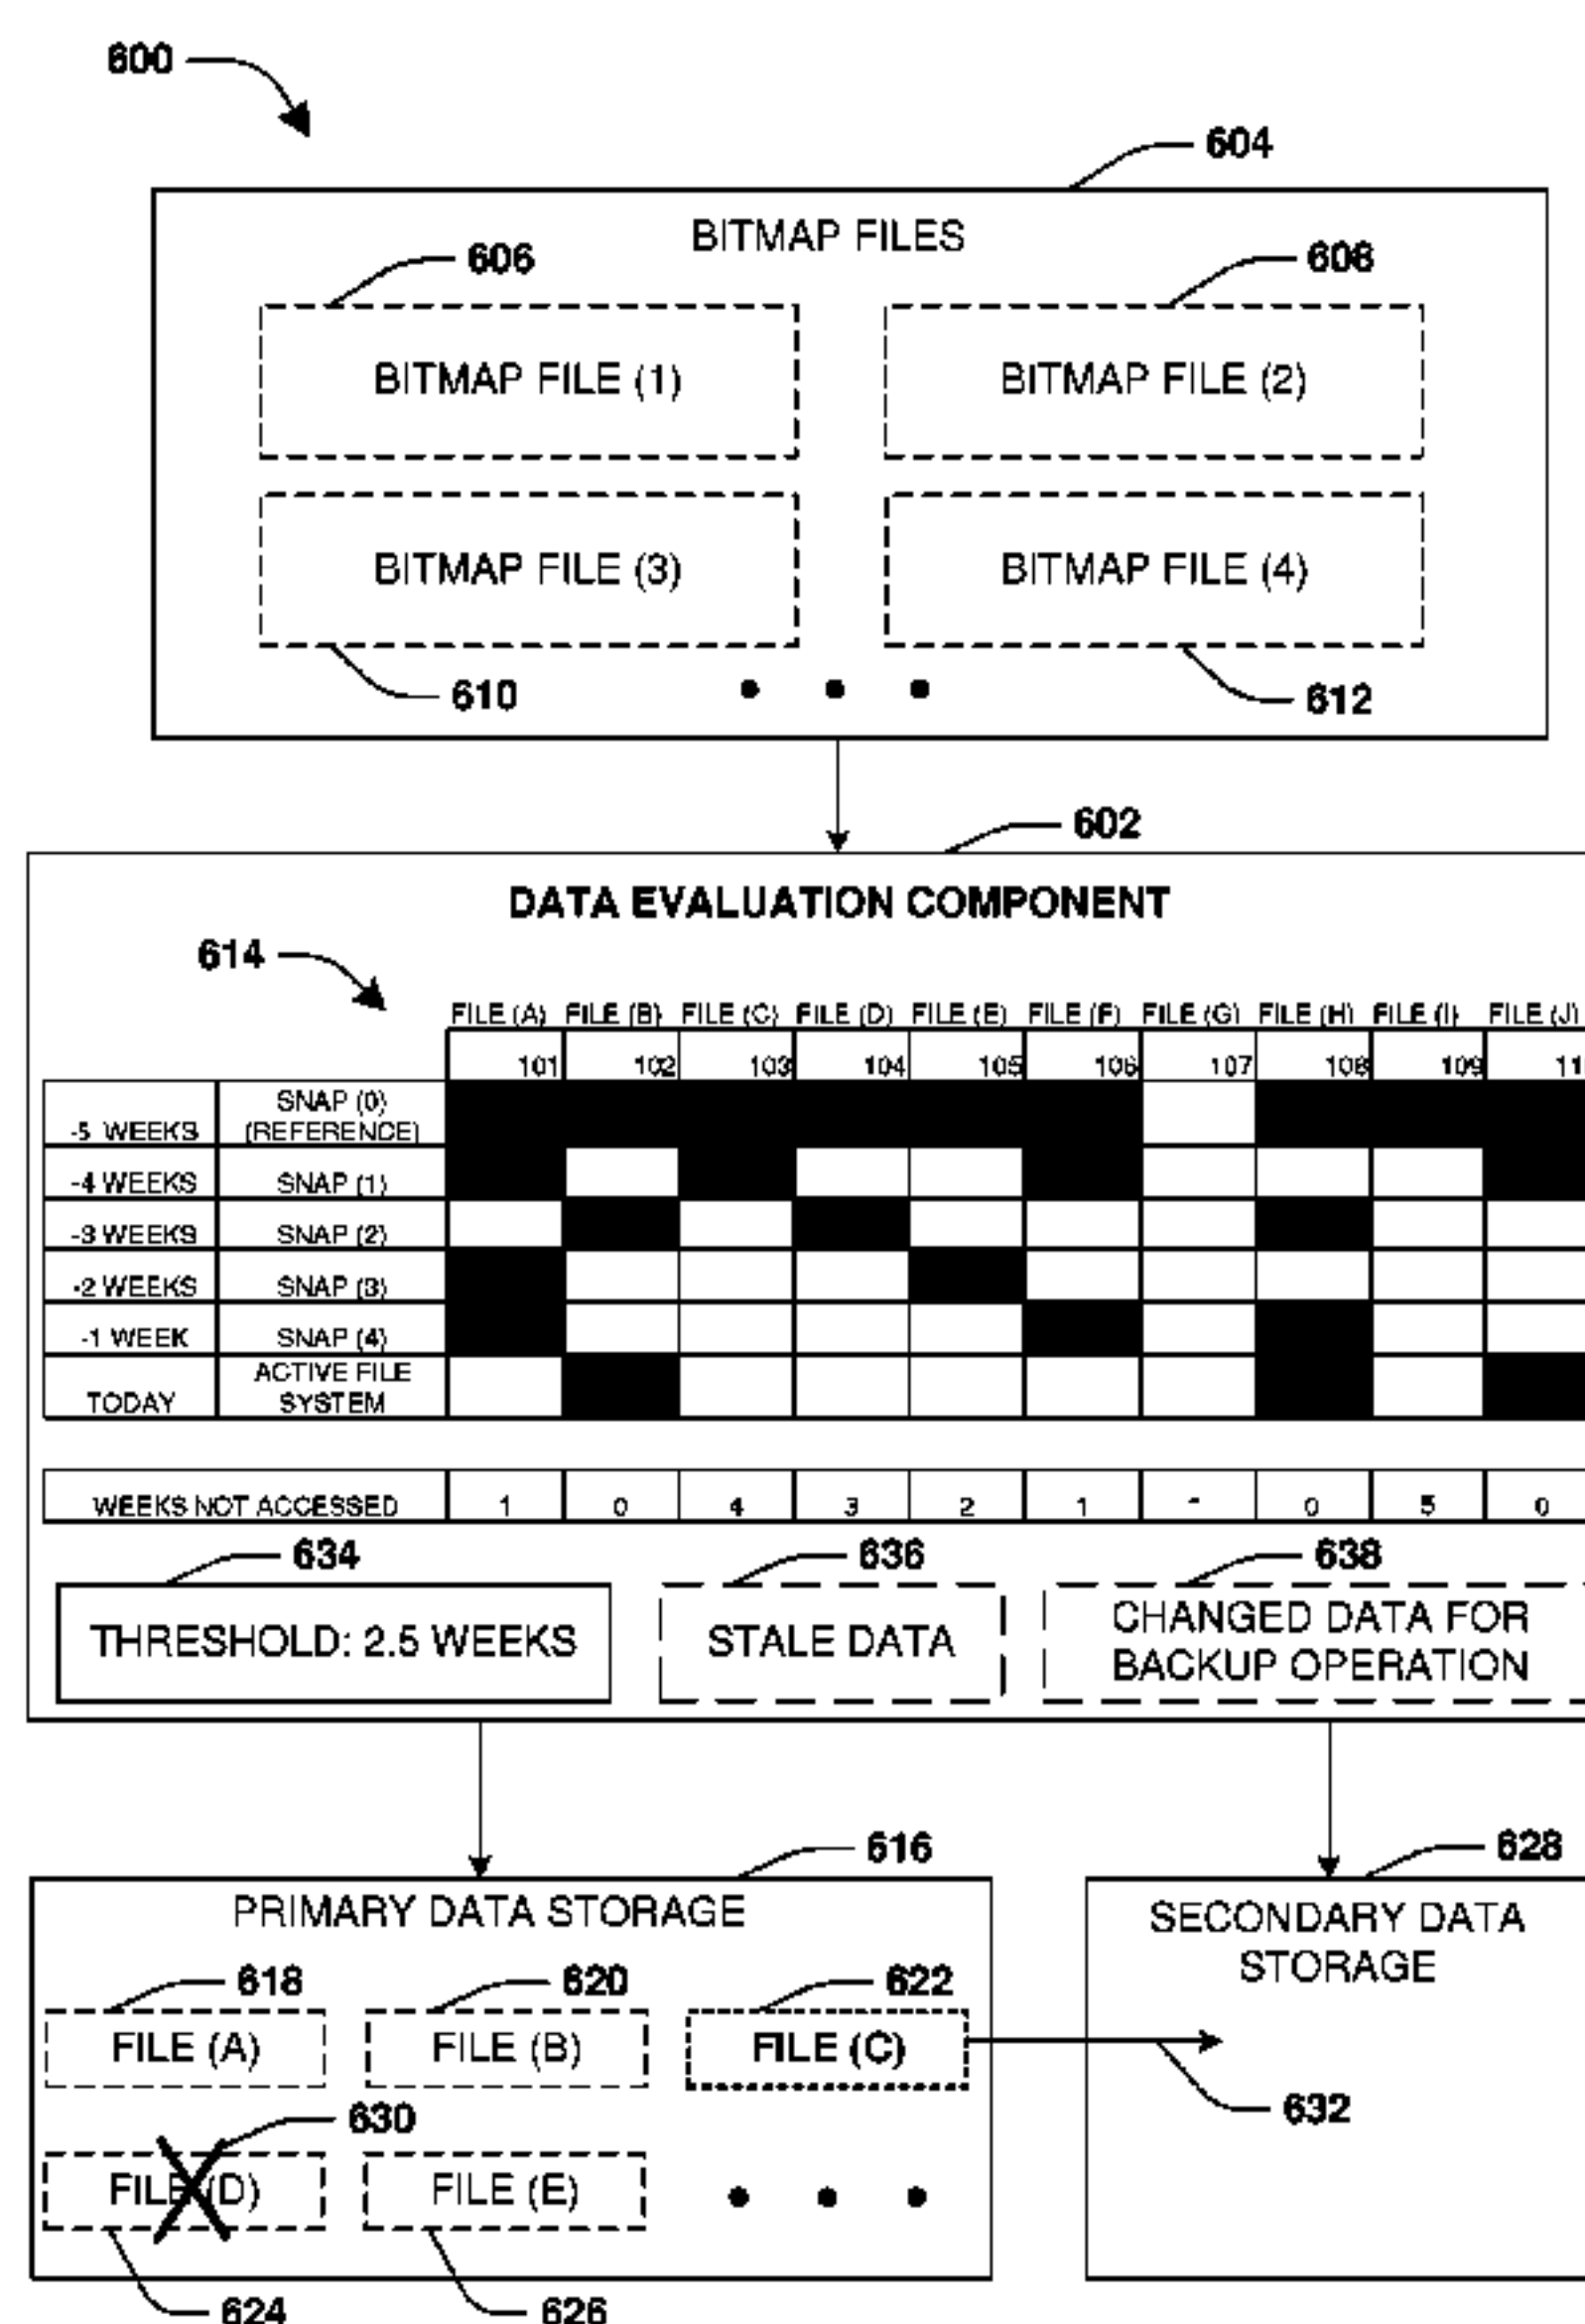 600
604
BITMAP FILES
606
608
BITMAP FILE (1)
BITMAP FILE (2)
BITMAP FILE (3)
BITMAP FILE (4)
610
612
602
DATA EVALUATION COMPONENT
614
FILE (A) FILE (B) FILE (C) FILE (D) FILE (E) FILE (F) FILE (G) FILE (H) FILE (I) FILE (J)
101 102 103 104 105 106 107 108 109
-5 WEEKS SNAP (0) (REFERENCE)
-4 WEEKS SNAP (1)
-3 WEEKS SNAP (2)
-2 WEEKS SNAP (3)
-1 WEEK SNAP (4)
TODAY ACTIVE FILE SYSTEM
WEEKS NOT ACCESSED 1 0 4 3 2 1 - 0 5 0
634
636
638
THRESHOLD: 2.5 WEEKS
STALE DATA
CHANGED DATA FOR
BACKUP OPERATION
616
628
PRIMARY DATA STORAGE
SECONDARY DATA
STORAGE
618
620
622
FILE (A)
FILE (B)
FILE (C)
632
630
FILE (D)
FILE (E)
624
626